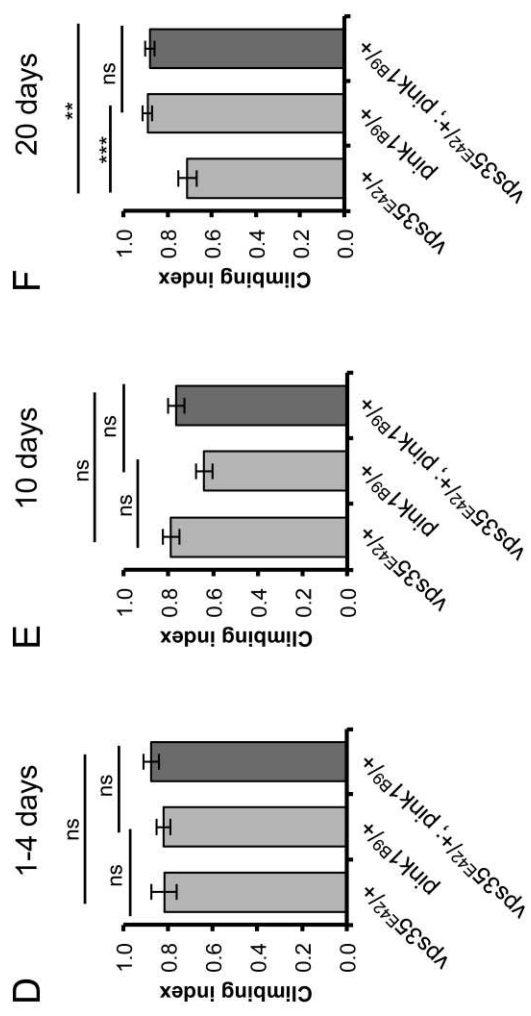 D
1-4 days
ns
ns
ns
Climbing index
1.0
0.8
0.6
0.4
0.2
0.0
vps35E42/+
pink1B9/+
vps35E42/+; pink1B9/+
E
10 days
ns
ns
ns
Climbing index
1.0
0.8
0.6
0.4
0.2
0.0
vps35E42/+
pink1B9/+
vps35E42/+; pink1B9/+
F
20 days
**
***
ns
Climbing index
1.0
0.8
0.6
0.4
0.2
0.0
vps35E42/+
pink1B9/+
vps35E42/+; pink1B9/+